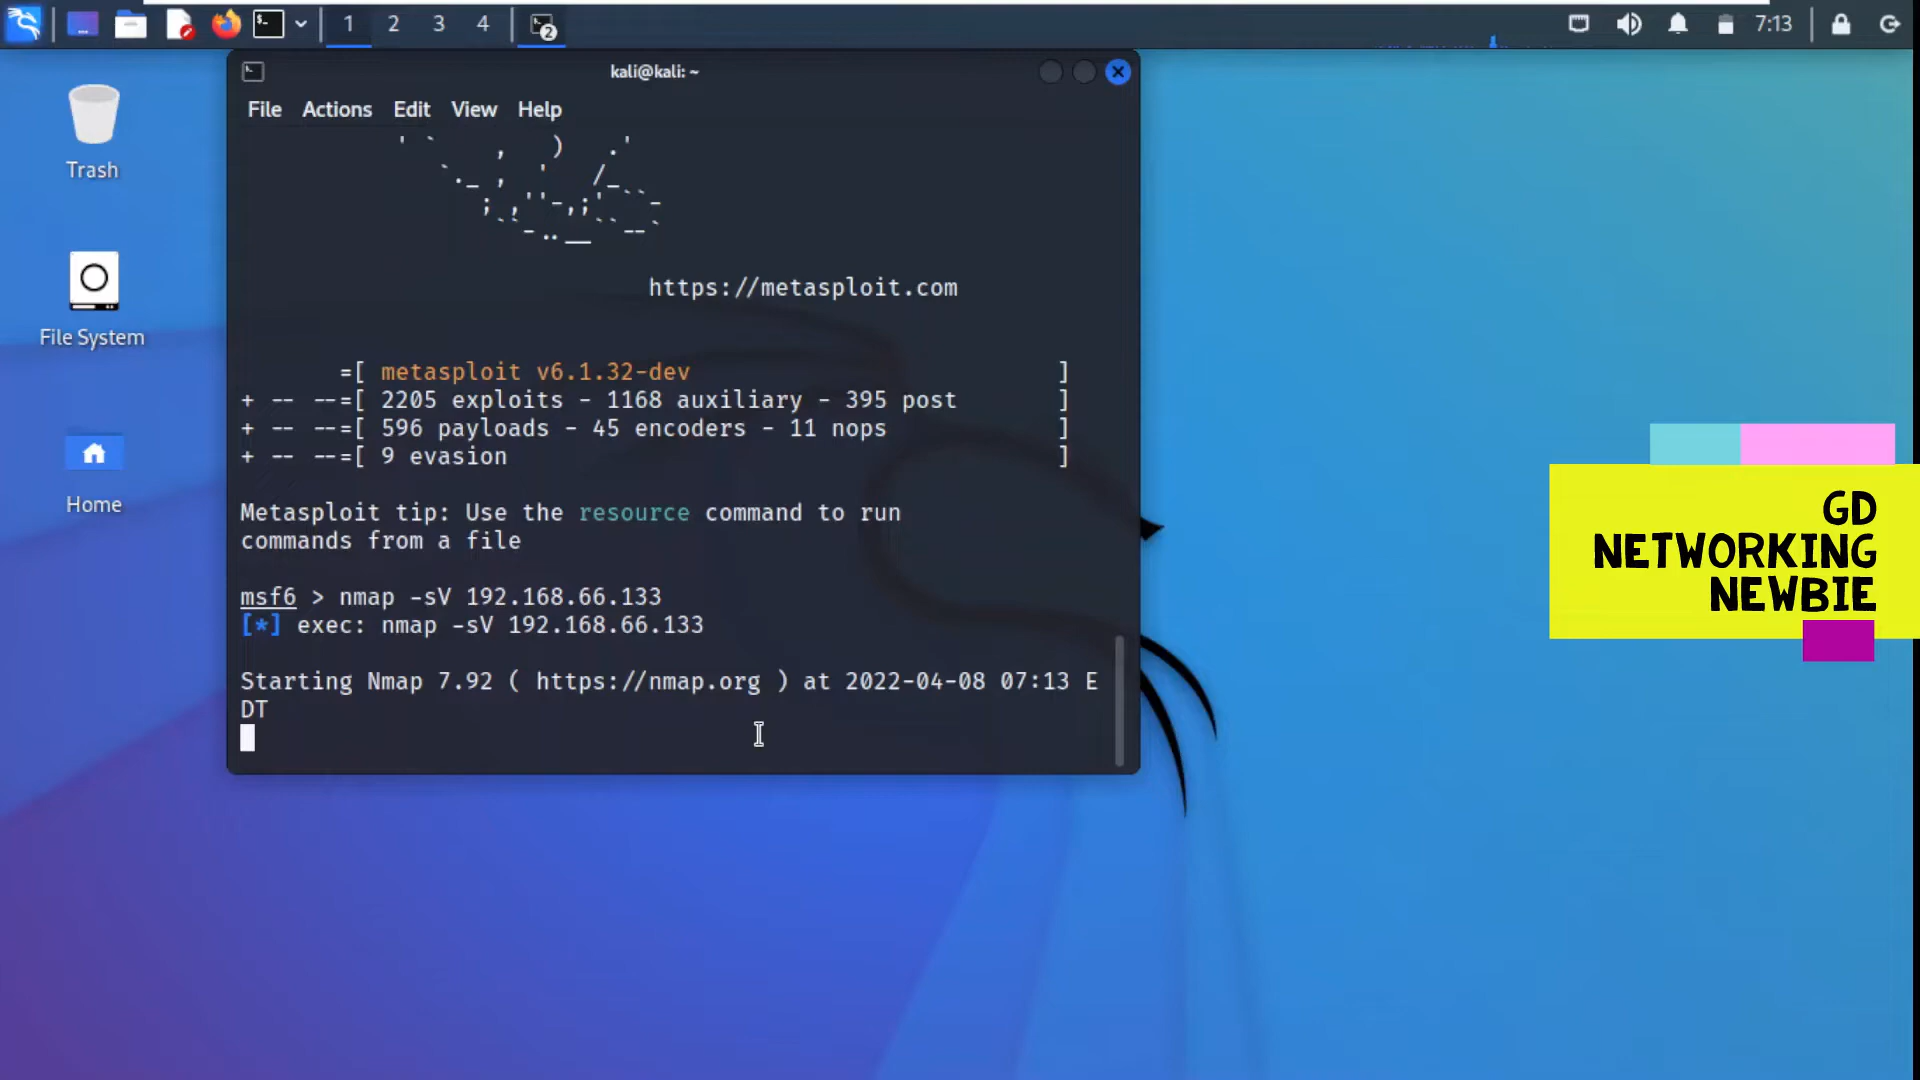 1 2 3 4 2 7:13
kali@kali: ~
File Actions Edit View Help
Trash
File System
Home
https://metasploit.com
=[ metasploit v6.1.32-dev ]
+ -- --=[ 2205 exploits - 1168 auxiliary - 395 post ]
+ -- --=[ 596 payloads - 45 encoders - 11 nops ]
+ -- --=[ 9 evasion ]
Metasploit tip: Use the resource command to run
commands from a file
msf6 > nmap -sV 192.168.66.133
[*] exec: nmap -sV 192.168.66.133
Starting Nmap 7.92 ( https://nmap.org ) at 2022-04-08 07:13 E
DT
GD
NETWORKING
NEWBIE